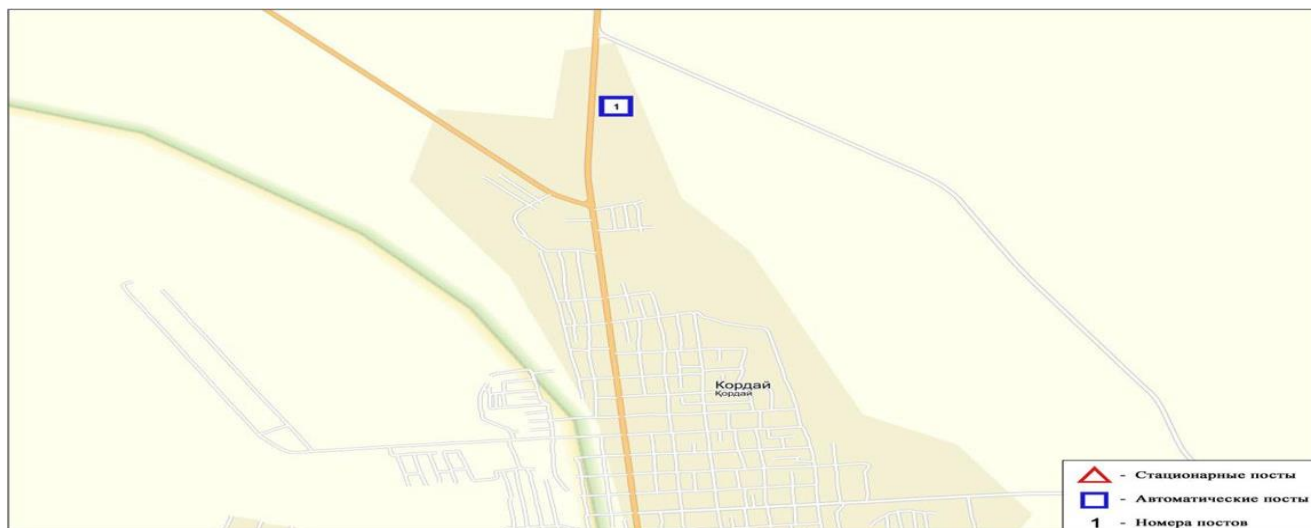 1
Кордай
Қордай
- Стационарные посты
- Автоматические посты
1 - Номера постов